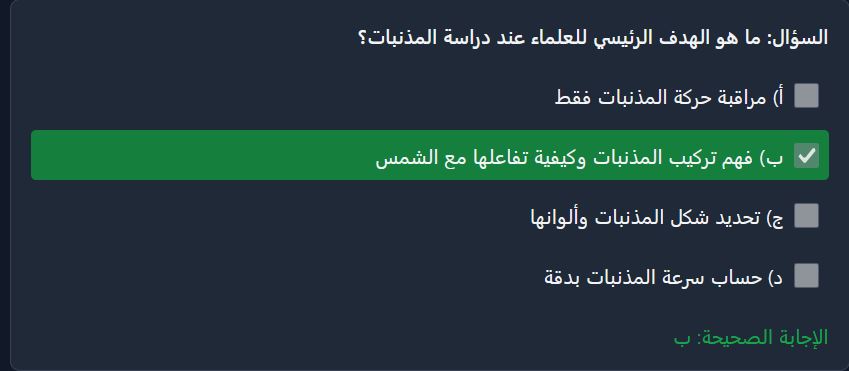 السؤال: ما هو الهدف الرئيسي للعلماء عند دراسة المذنبات؟
أ) مراقبة حركة المذنبات فقط
ب) فهم تركيب المذنبات وكيفية تفاعلها مع الشمس
ج) تحديد شكل المذنبات وألوانها
د) حساب سرعة المذنبات بدقة
الإجابة الصحيحة: ب